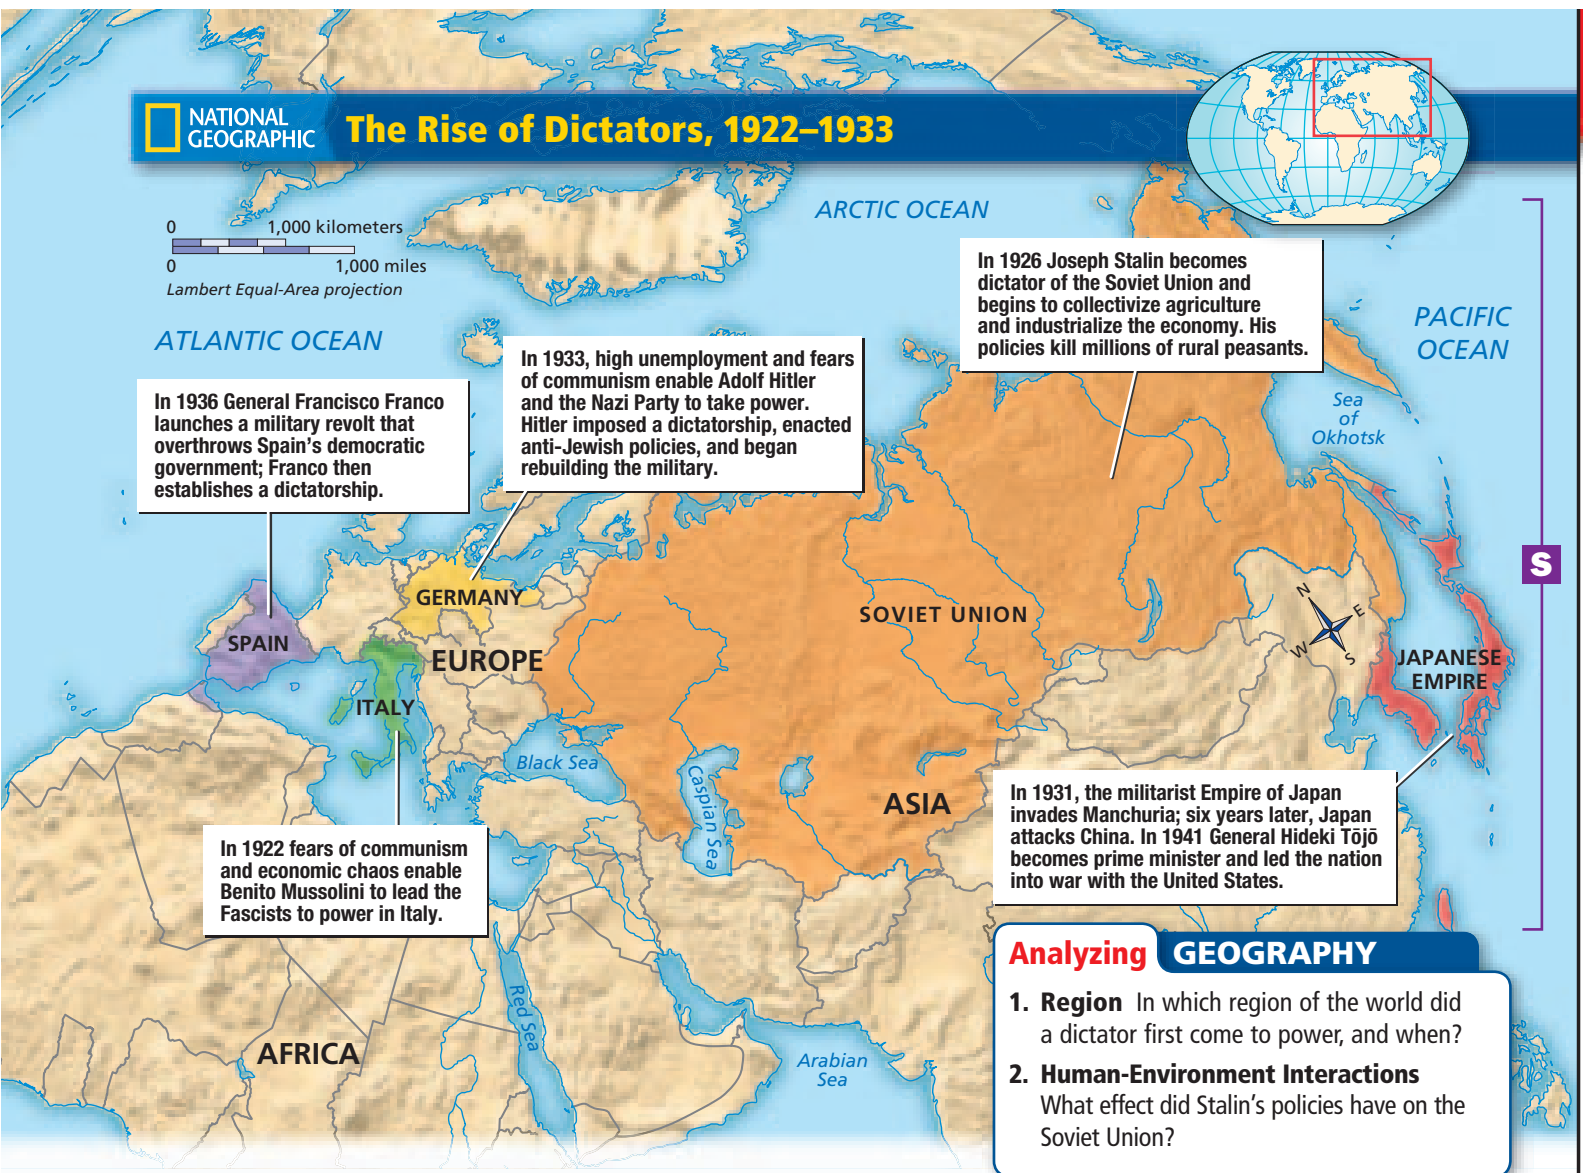 NATIONAL
GEOGRAPHIC
The Rise of Dictators, 1922–1933
0 1,000 kilometers
0 1,000 miles
Lambert Equal-Area projection
ARCTIC OCEAN
ATLANTIC OCEAN
PACIFIC
OCEAN
Sea
of
Okhotsk
In 1926 Joseph Stalin becomes
dictator of the Soviet Union and
begins to collectivize agriculture
and industrialize the economy. His
policies kill millions of rural peasants.
In 1933, high unemployment and fears
of communism enable Adolf Hitler
and the Nazi Party to take power.
Hitler imposed a dictatorship, enacted
anti-Jewish policies, and began
rebuilding the military.
In 1936 General Francisco Franco
launches a military revolt that
overthrows Spain's democratic
government; Franco then
establishes a dictatorship.
S
GERMANY
SPAIN
EUROPE
ITALY
SOVIET UNION
N
E
W
S
JAPANESE
EMPIRE
Black Sea
Caspian Sea
ASIA
In 1931, the militarist Empire of Japan
invades Manchuria; six years later, Japan
attacks China. In 1941 General Hideki Tōjō
becomes prime minister and led the nation
into war with the United States.
In 1922 fears of communism
and economic chaos enable
Benito Mussolini to lead the
Fascists to power in Italy.
Red Sea
AFRICA
Arabian
Sea
Analyzing GEOGRAPHY
1. Region In which region of the world did
a dictator first come to power, and when?
2. Human-Environment Interactions
What effect did Stalin's policies have on the
Soviet Union?